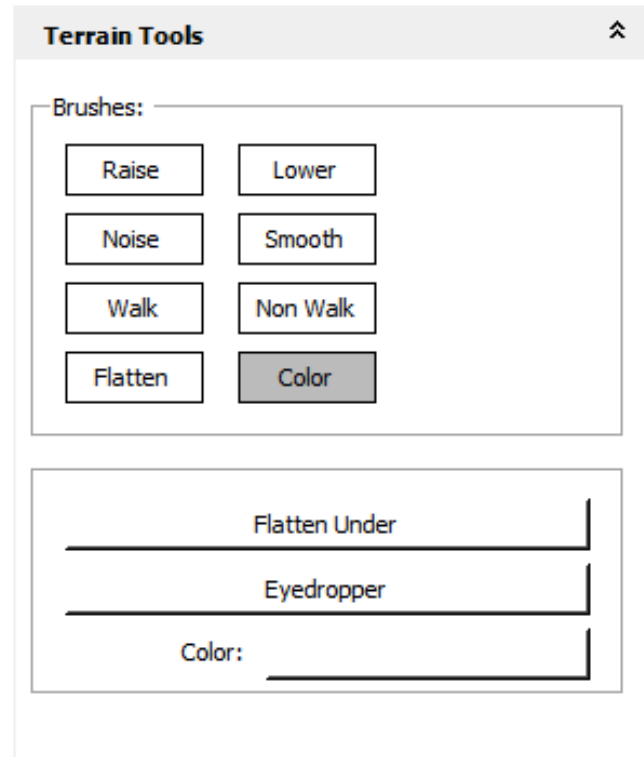 Terrain Tools
Brushes:
Raise Lower
Noise Smooth
Walk Non Walk
Flatten Color
Flatten Under
Eyedropper
Color: